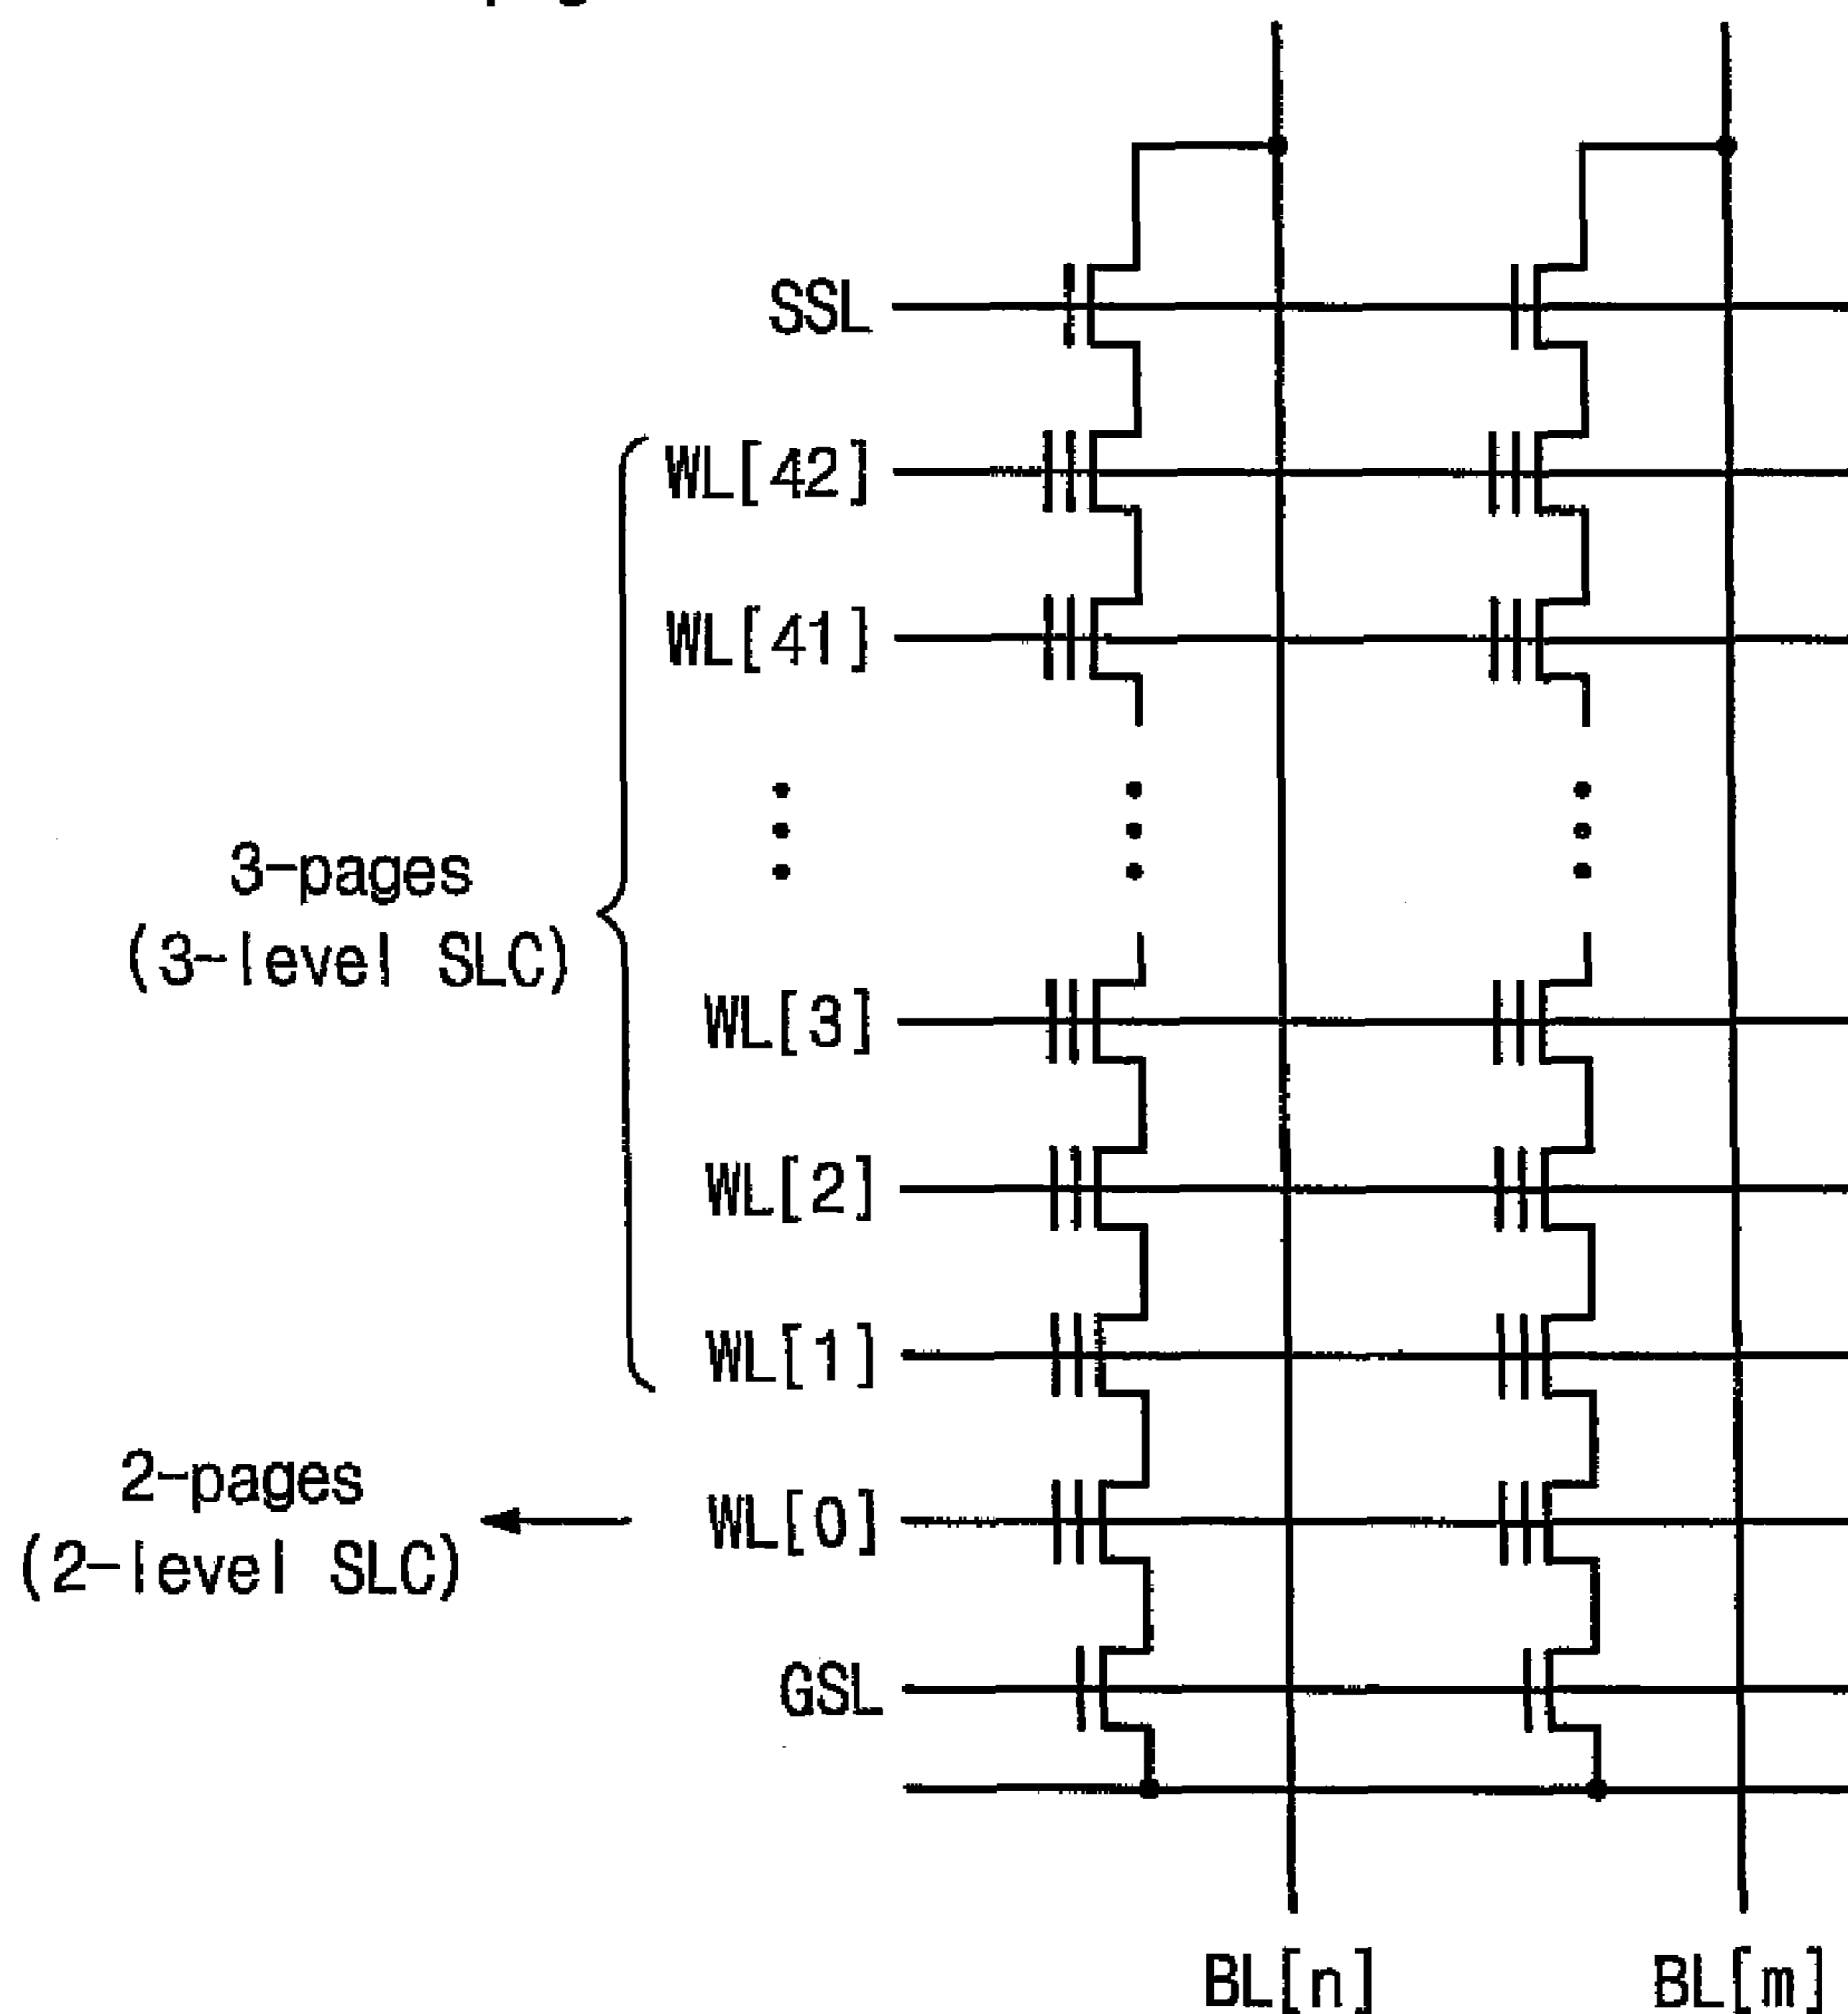 SSL
WL[42]
WL[41]
3-pages
(3-level SLC)
WL[3]
WL[2]
WL[1]
2-pages
(2-level SLC)
WL[0]
GSL
BL[n]
BL[m]